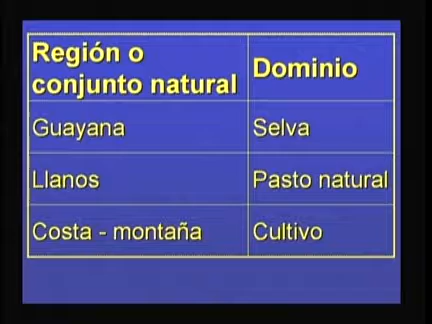 Región o
conjunto natural
Dominio
Guayana
Selva
Llanos
Pasto natural
Costa - montaña
Cultivo